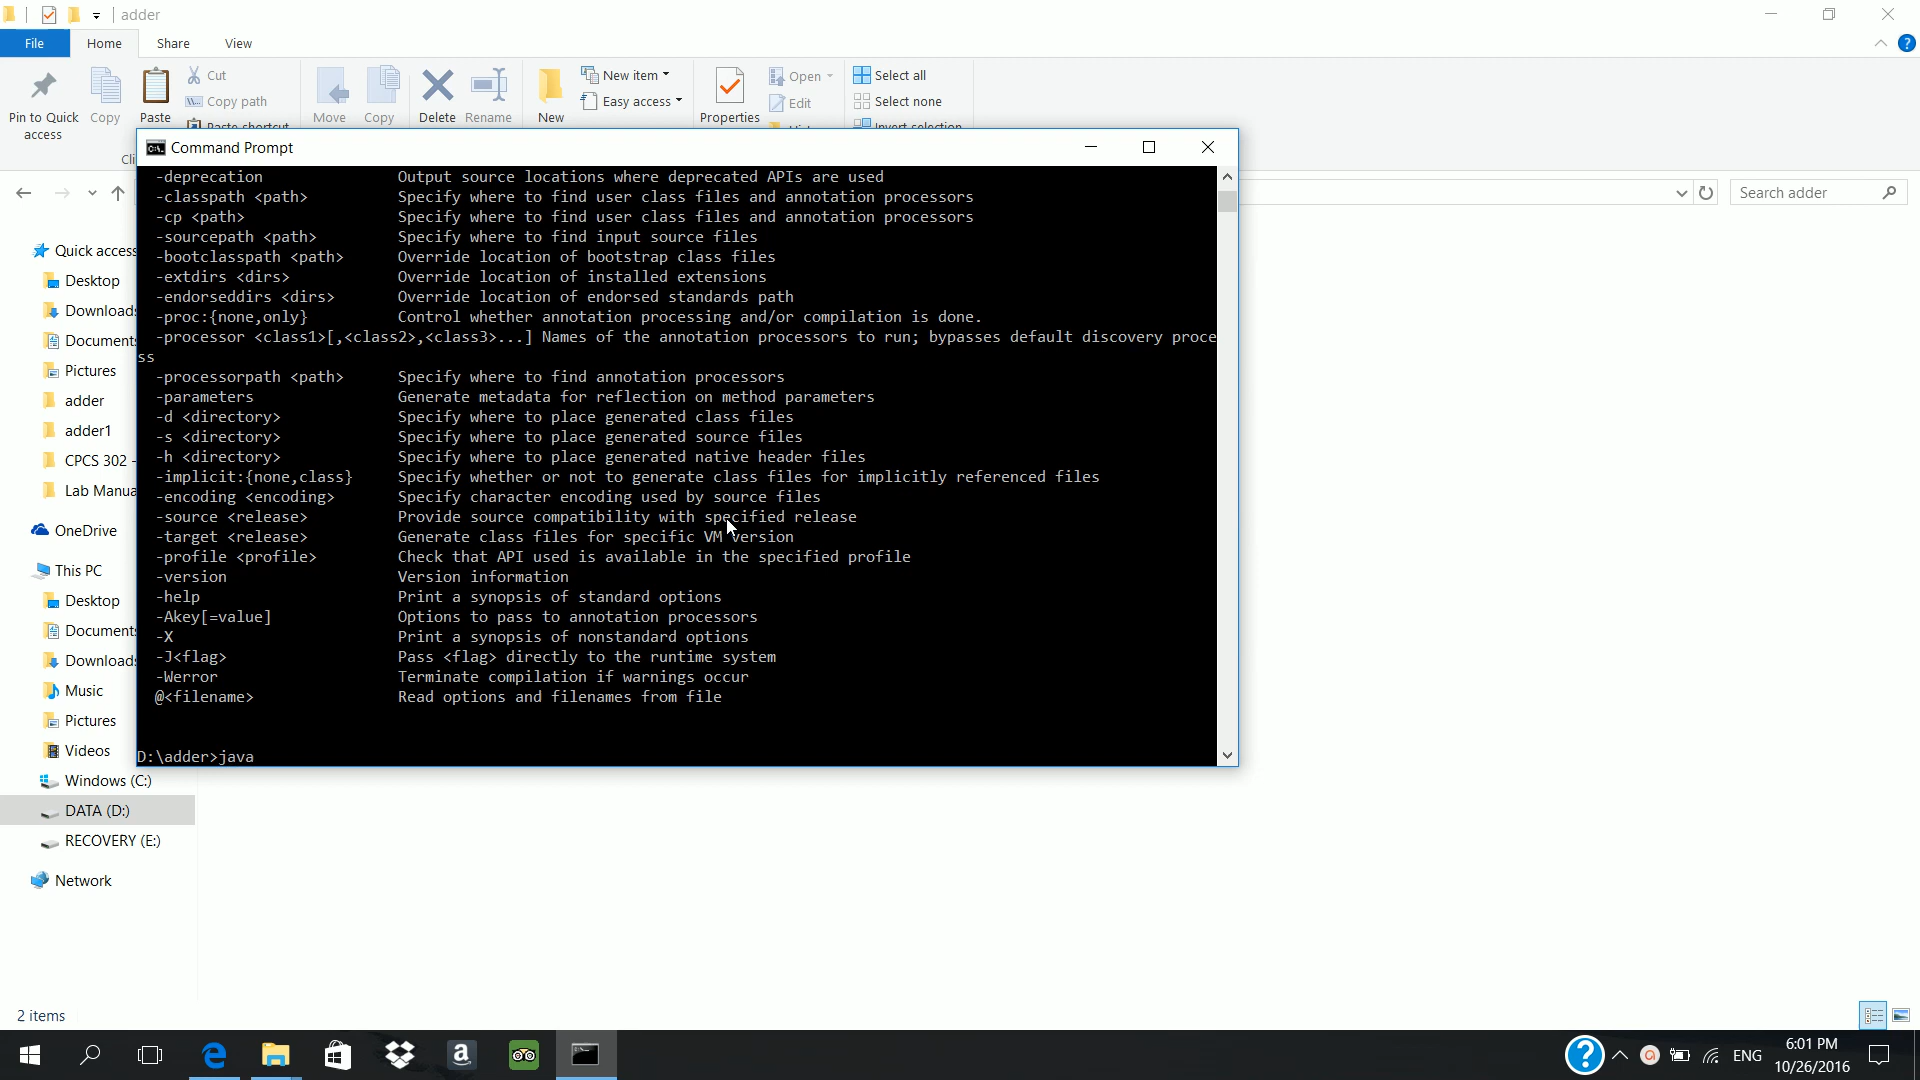 adder
File Home Share View
Pin to Quick access
Copy
Paste
Cut
Copy path
Paste shortcut
Move
Copy
Delete
Rename
New
New item
Easy access
Properties
Open
Edit
Select all
Select none
Invert selection
Search adder
Command Prompt
-deprecation Output source locations where deprecated APIs are used
-classpath <path> Specify where to find user class files and annotation processors
-cp <path> Specify where to find user class files and annotation processors
-sourcepath <path> Specify where to find input source files
-bootclasspath <path> Override location of bootstrap class files
-extdirs <dirs> Override location of installed extensions
-endorseddirs <dirs> Override location of endorsed standards path
-proc:{none,only} Control whether annotation processing and/or compilation is done.
-processor <class1>[,<class2>,<class3>...] Names of the annotation processors to run; bypasses default discovery proce
ss
-processorpath <path> Specify where to find annotation processors
-parameters Generate metadata for reflection on method parameters
-d <directory> Specify where to place generated class files
-s <directory> Specify where to place generated source files
-h <directory> Specify where to place generated native header files
-implicit:{none,class} Specify whether or not to generate class files for implicitly referenced files
-encoding <encoding> Specify character encoding used by source files
-source <release> Provide source compatibility with specified release
-target <release> Generate class files for specific VM version
-profile <profile> Check that API used is available in the specified profile
-version Version information
-help Print a synopsis of standard options
-Akey[=value] Options to pass to annotation processors
-X Print a synopsis of nonstandard options
-J<flag> Pass <flag> directly to the runtime system
-Werror Terminate compilation if warnings occur
@<filename> Read options and filenames from file
D:\adder>java
Quick access
Desktop
Downloads
Documents
Pictures
adder
adder1
CPCS 302 -
Lab Manua
OneDrive
This PC
Desktop
Documents
Downloads
Music
Pictures
Videos
Windows (C:)
DATA (D:)
RECOVERY (E:)
Network
2 items
ENG
6:01 PM
10/26/2016